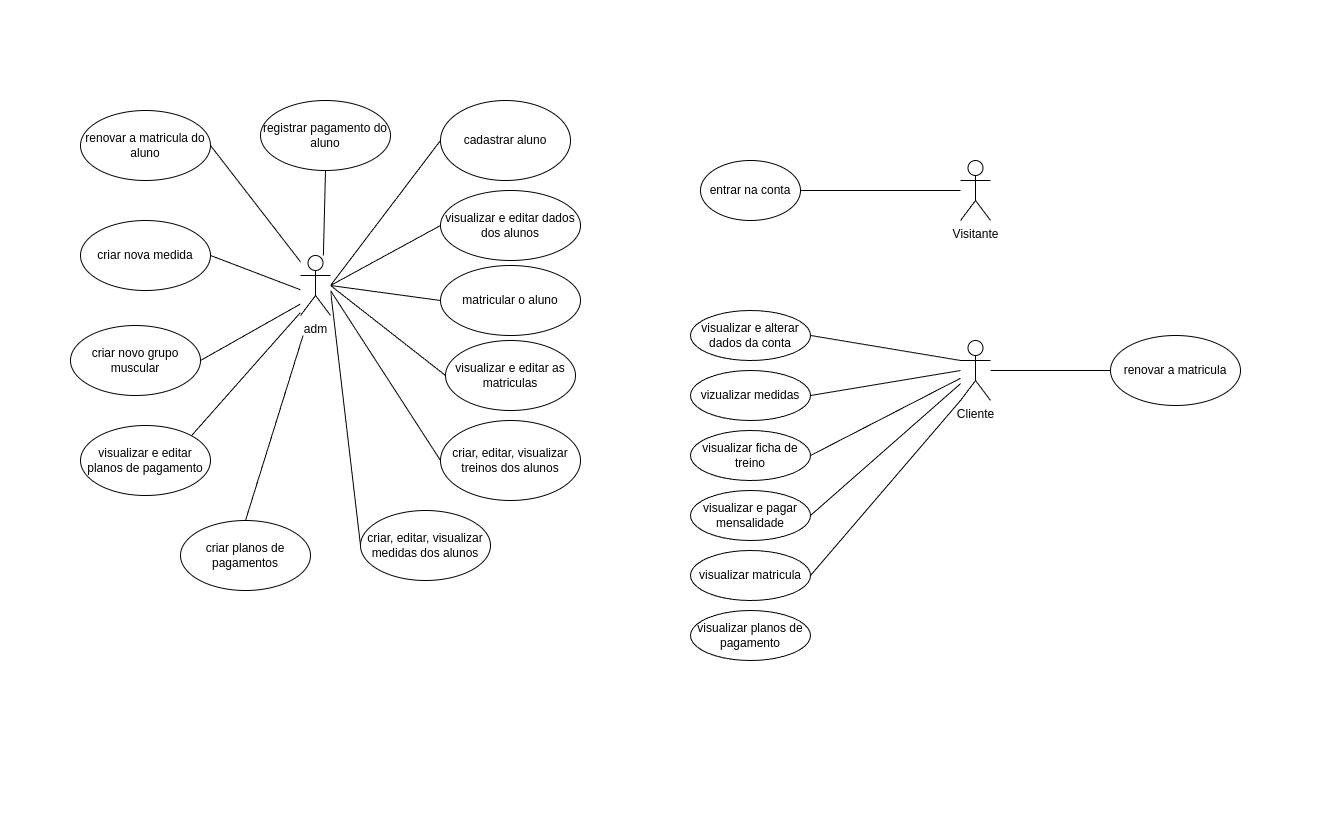 renovar a matricula do
aluno
registrar pagamento do
aluno
cadastrar aluno
visualizar e editar dados
dos alunos
criar nova medida
matricular o aluno
adm
criar novo grupo
muscular
visualizar e editar as
matriculas
visualizar e editar
planos de pagamento
criar, editar, visualizar
treinos dos alunos
criar planos de
pagamentos
criar, editar, visualizar
medidas dos alunos
entrar na conta
Visitante
visualizar e alterar
dados da conta
vizualizar medidas
Cliente
renovar a matricula
visualizar ficha de
treino
visualizar e pagar
mensalidade
visualizar matricula
visualizar planos de
pagamento